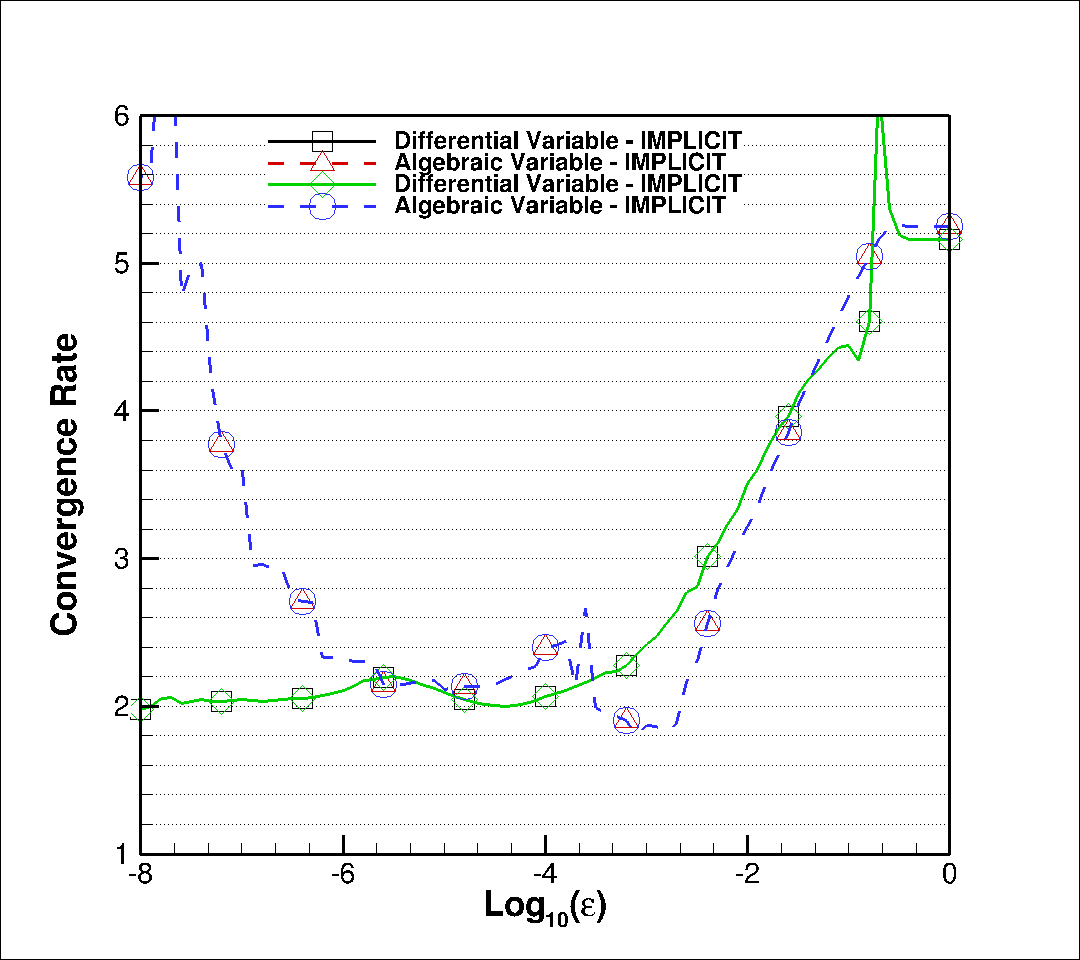 Differential Variable - IMPLICIT
Algebraic Variable - IMPLICIT
Differential Variable - IMPLICIT
Algebraic Variable - IMPLICIT
6
5
4
3
2
1
Convergence Rate
-8 -6 -4 -2 0
Log₁₀(ε)